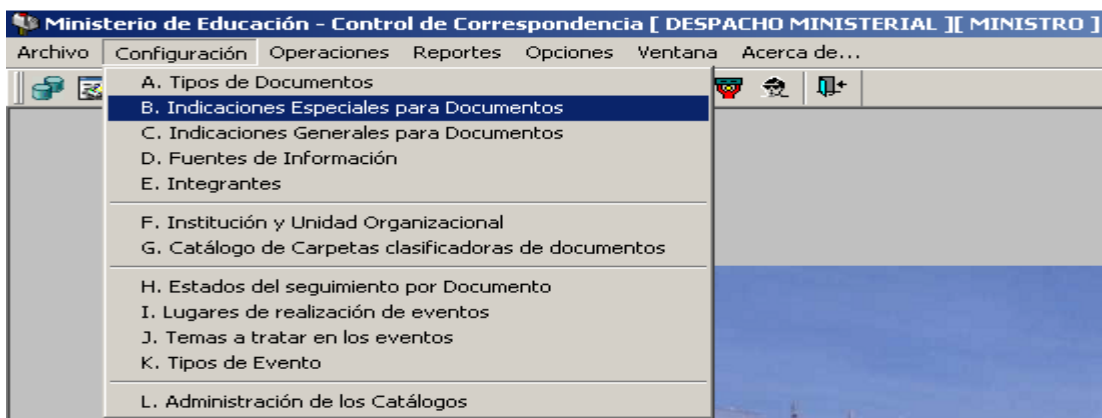 Ministerio de Educación - Control de Correspondencia [ DESPACHO MINISTERIAL ][ MINISTRO ]
Archivo Configuración Operaciones Reportes Opciones Ventana Acerca de...
A. Tipos de Documentos
B. Indicaciones Especiales para Documentos
C. Indicaciones Generales para Documentos
D. Fuentes de Información
E. Integrantes
F. Institución y Unidad Organizacional
G. Catálogo de Carpetas clasificadoras de documentos
H. Estados del seguimiento por Documento
I. Lugares de realización de eventos
J. Temas a tratar en los eventos
K. Tipos de Evento
L. Administración de los Catálogos